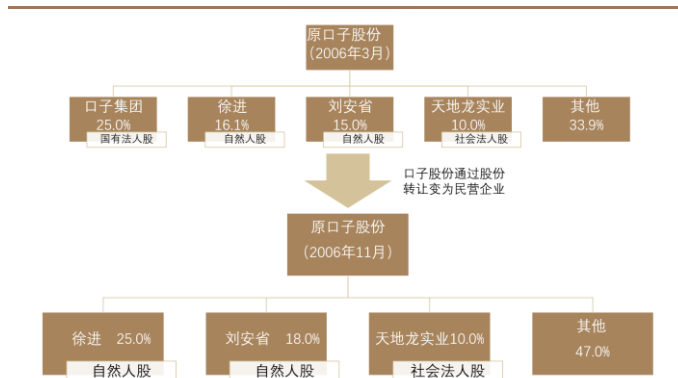 原口子股份
（2006年3月）
口子集团
25.0%
国有法人股
徐进
16.1%
自然人股
刘安省
15.0%
自然人股
天地龙实业
10.0%
社会法人股
其他
33.9%
口子股份通过股份
转让变为民营企业
原口子股份
（2006年11月）
徐进 25.0%
自然人股
刘安省 18.0%
自然人股
天地龙实业10.0%
社会法人股
其他
47.0%